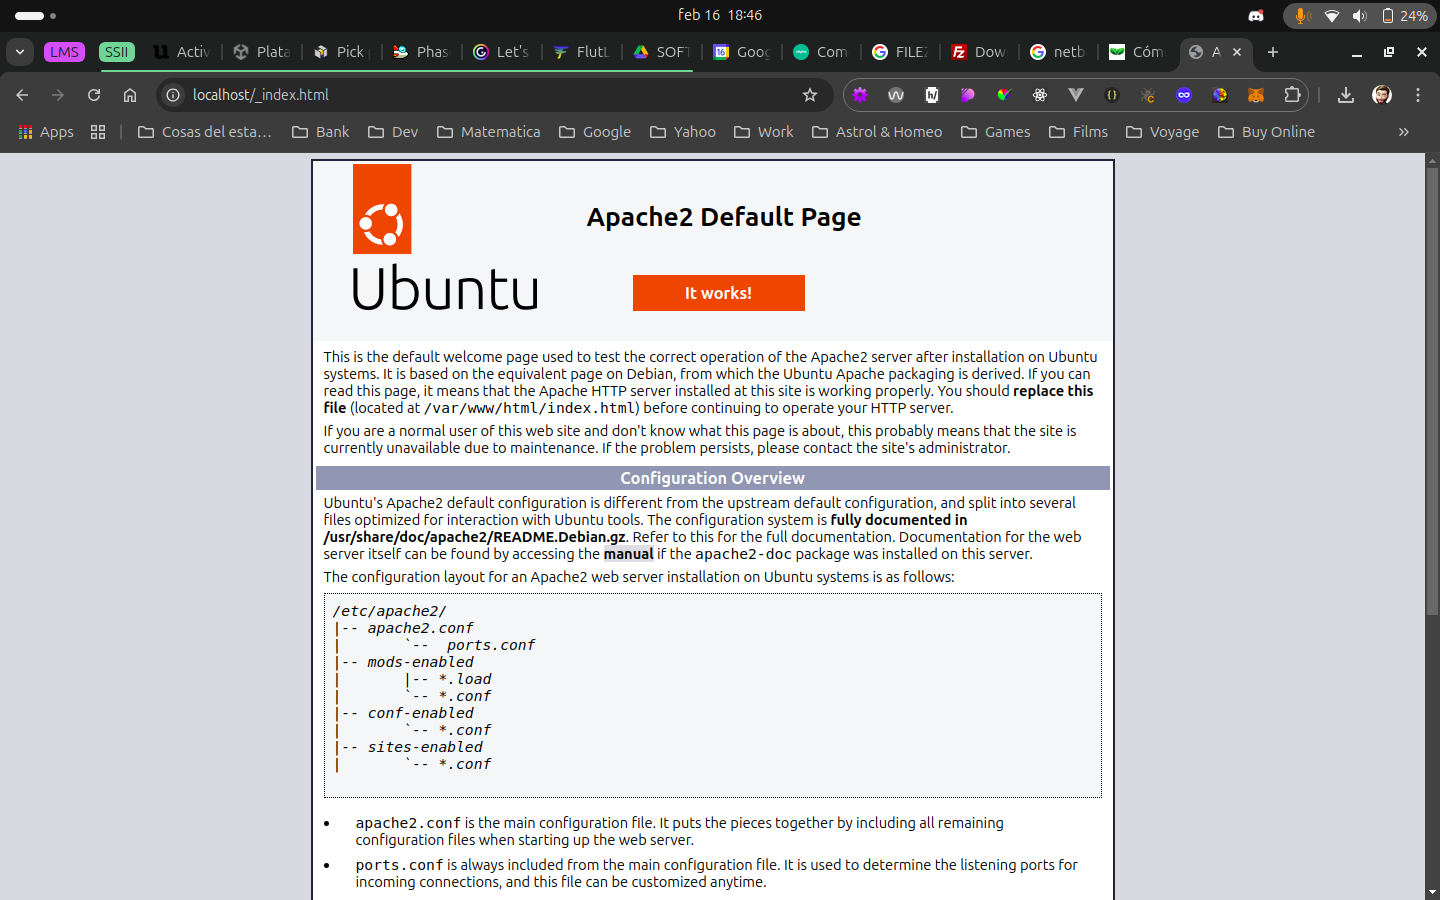 feb 16 18:46
24%
LMS
SSII
Activ
Plata
Pick
Phas
Let's
FlutL
SOFT
16
Goog
Com
FILEZ
Dow
netb
Cóm
A
localhost/_index.html
Apps
Cosas del esta...
Bank
Dev
Matematica
Google
Yahoo
Work
Astrol & Homeo
Games
Films
Voyage
Buy Online
Ubuntu
Apache2 Default Page
It works!
This is the default welcome page used to test the correct operation of the Apache2 server after installation on Ubuntu
systems. It is based on the equivalent page on Debian, from which the Ubuntu Apache packaging is derived. If you can
read this page, it means that the Apache HTTP server installed at this site is working properly. You should replace this
file (located at /var/www/html/index.html) before continuing to operate your HTTP server.
If you are a normal user of this web site and don't know what this page is about, this probably means that the site is
currently unavailable due to maintenance. If the problem persists, please contact the site's administrator.
Configuration Overview
Ubuntu's Apache2 default configuration is different from the upstream default configuration, and split into several
files optimized for interaction with Ubuntu tools. The configuration system is fully documented in
/usr/share/doc/apache2/README.Debian.gz. Refer to this for the full documentation. Documentation for the web
server itself can be found by accessing the manual if the apache2-doc package was installed on this server.
The configuration layout for an Apache2 web server installation on Ubuntu systems is as follows:
/etc/apache2/
|-- apache2.conf
|       `--  ports.conf
|-- mods-enabled
|       |-- *.load
|       `-- *.conf
|-- conf-enabled
|       `-- *.conf
|-- sites-enabled
|       `-- *.conf
• apache2.conf is the main configuration file. It puts the pieces together by including all remaining
configuration files when starting up the web server.
• ports.conf is always included from the main configuration file. It is used to determine the listening ports for
incoming connections, and this file can be customized anytime.